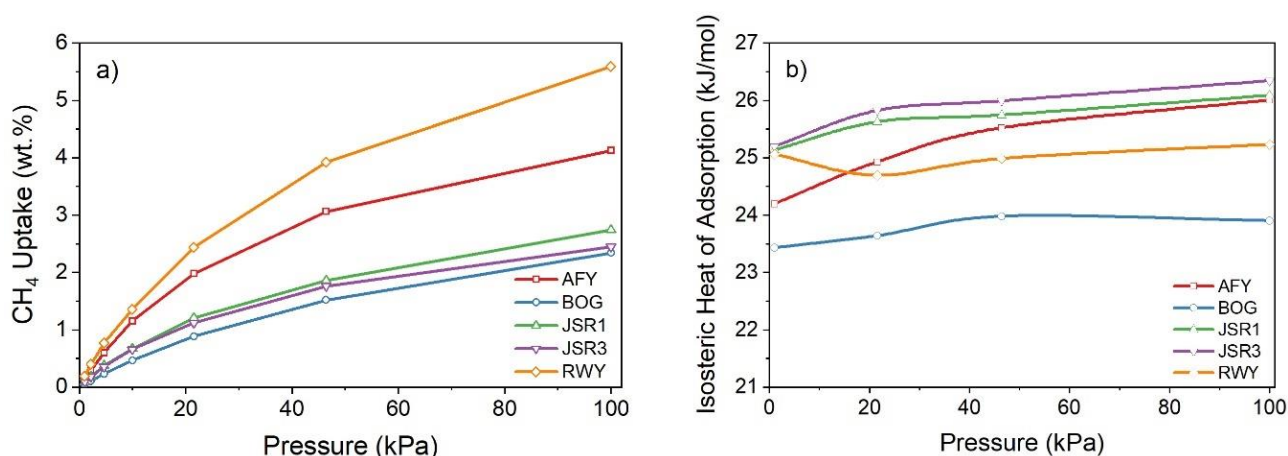 a)
CH₄ Uptake (wt.%)
6
5
4
3
2
1
0
0 20 40 60 80 100
Pressure (kPa)
AFY
BOG
JSR1
JSR3
RWY
b)
Isosteric Heat of Adsorption (kJ/mol)
27
26
25
24
23
22
21
0 20 40 60 80 100
Pressure (kPa)
AFY
BOG
JSR1
JSR3
RWY